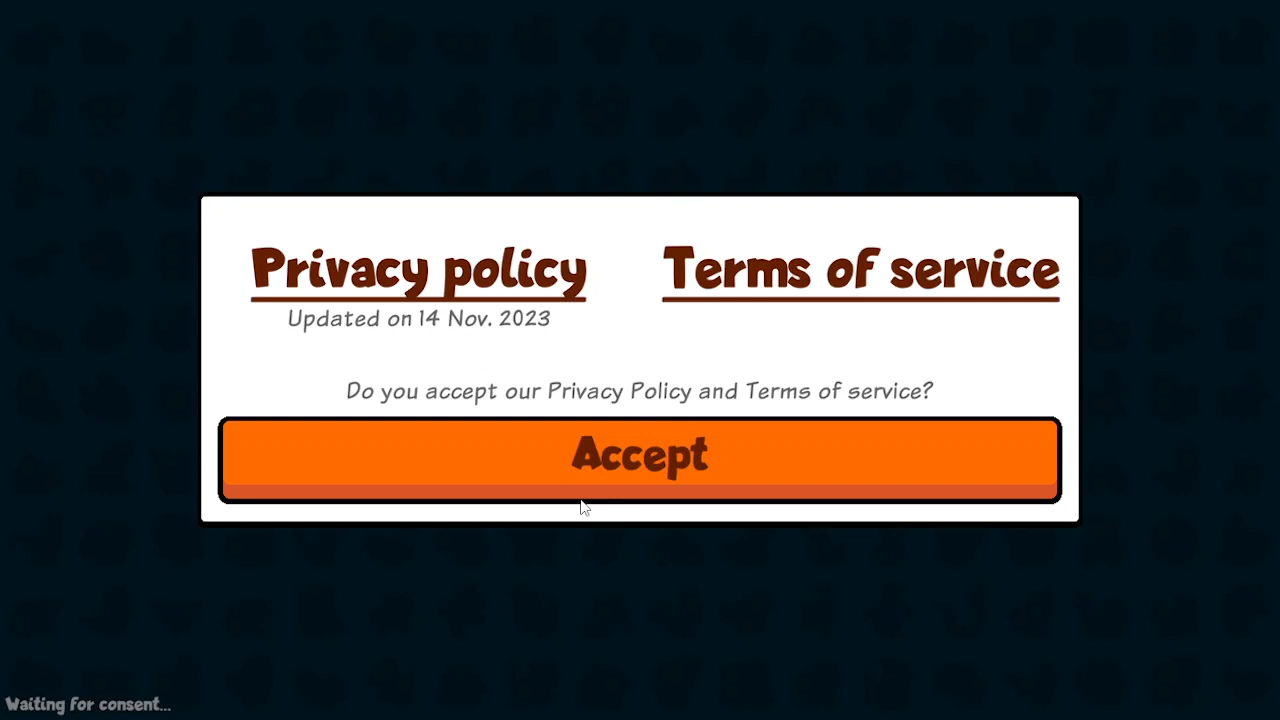 Privacy policy
Terms of service
Updated on 14 Nov. 2023
Do you accept our Privacy Policy and Terms of service?
Accept
Waiting for consent...